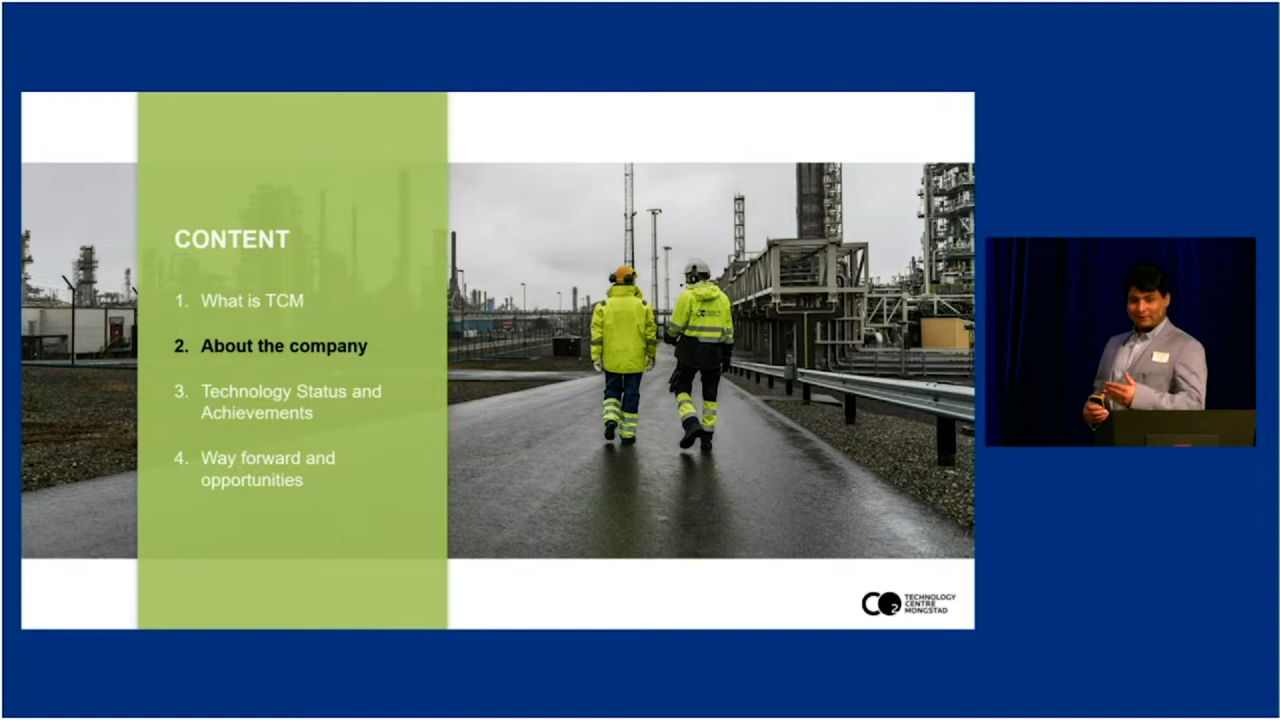 CONTENT
1. What is TCM
2. About the company
3. Technology Status and
Achievements
4. Way forward and
opportunities
CO2
TECHNOLOGY
CENTRE
MONGSTAD